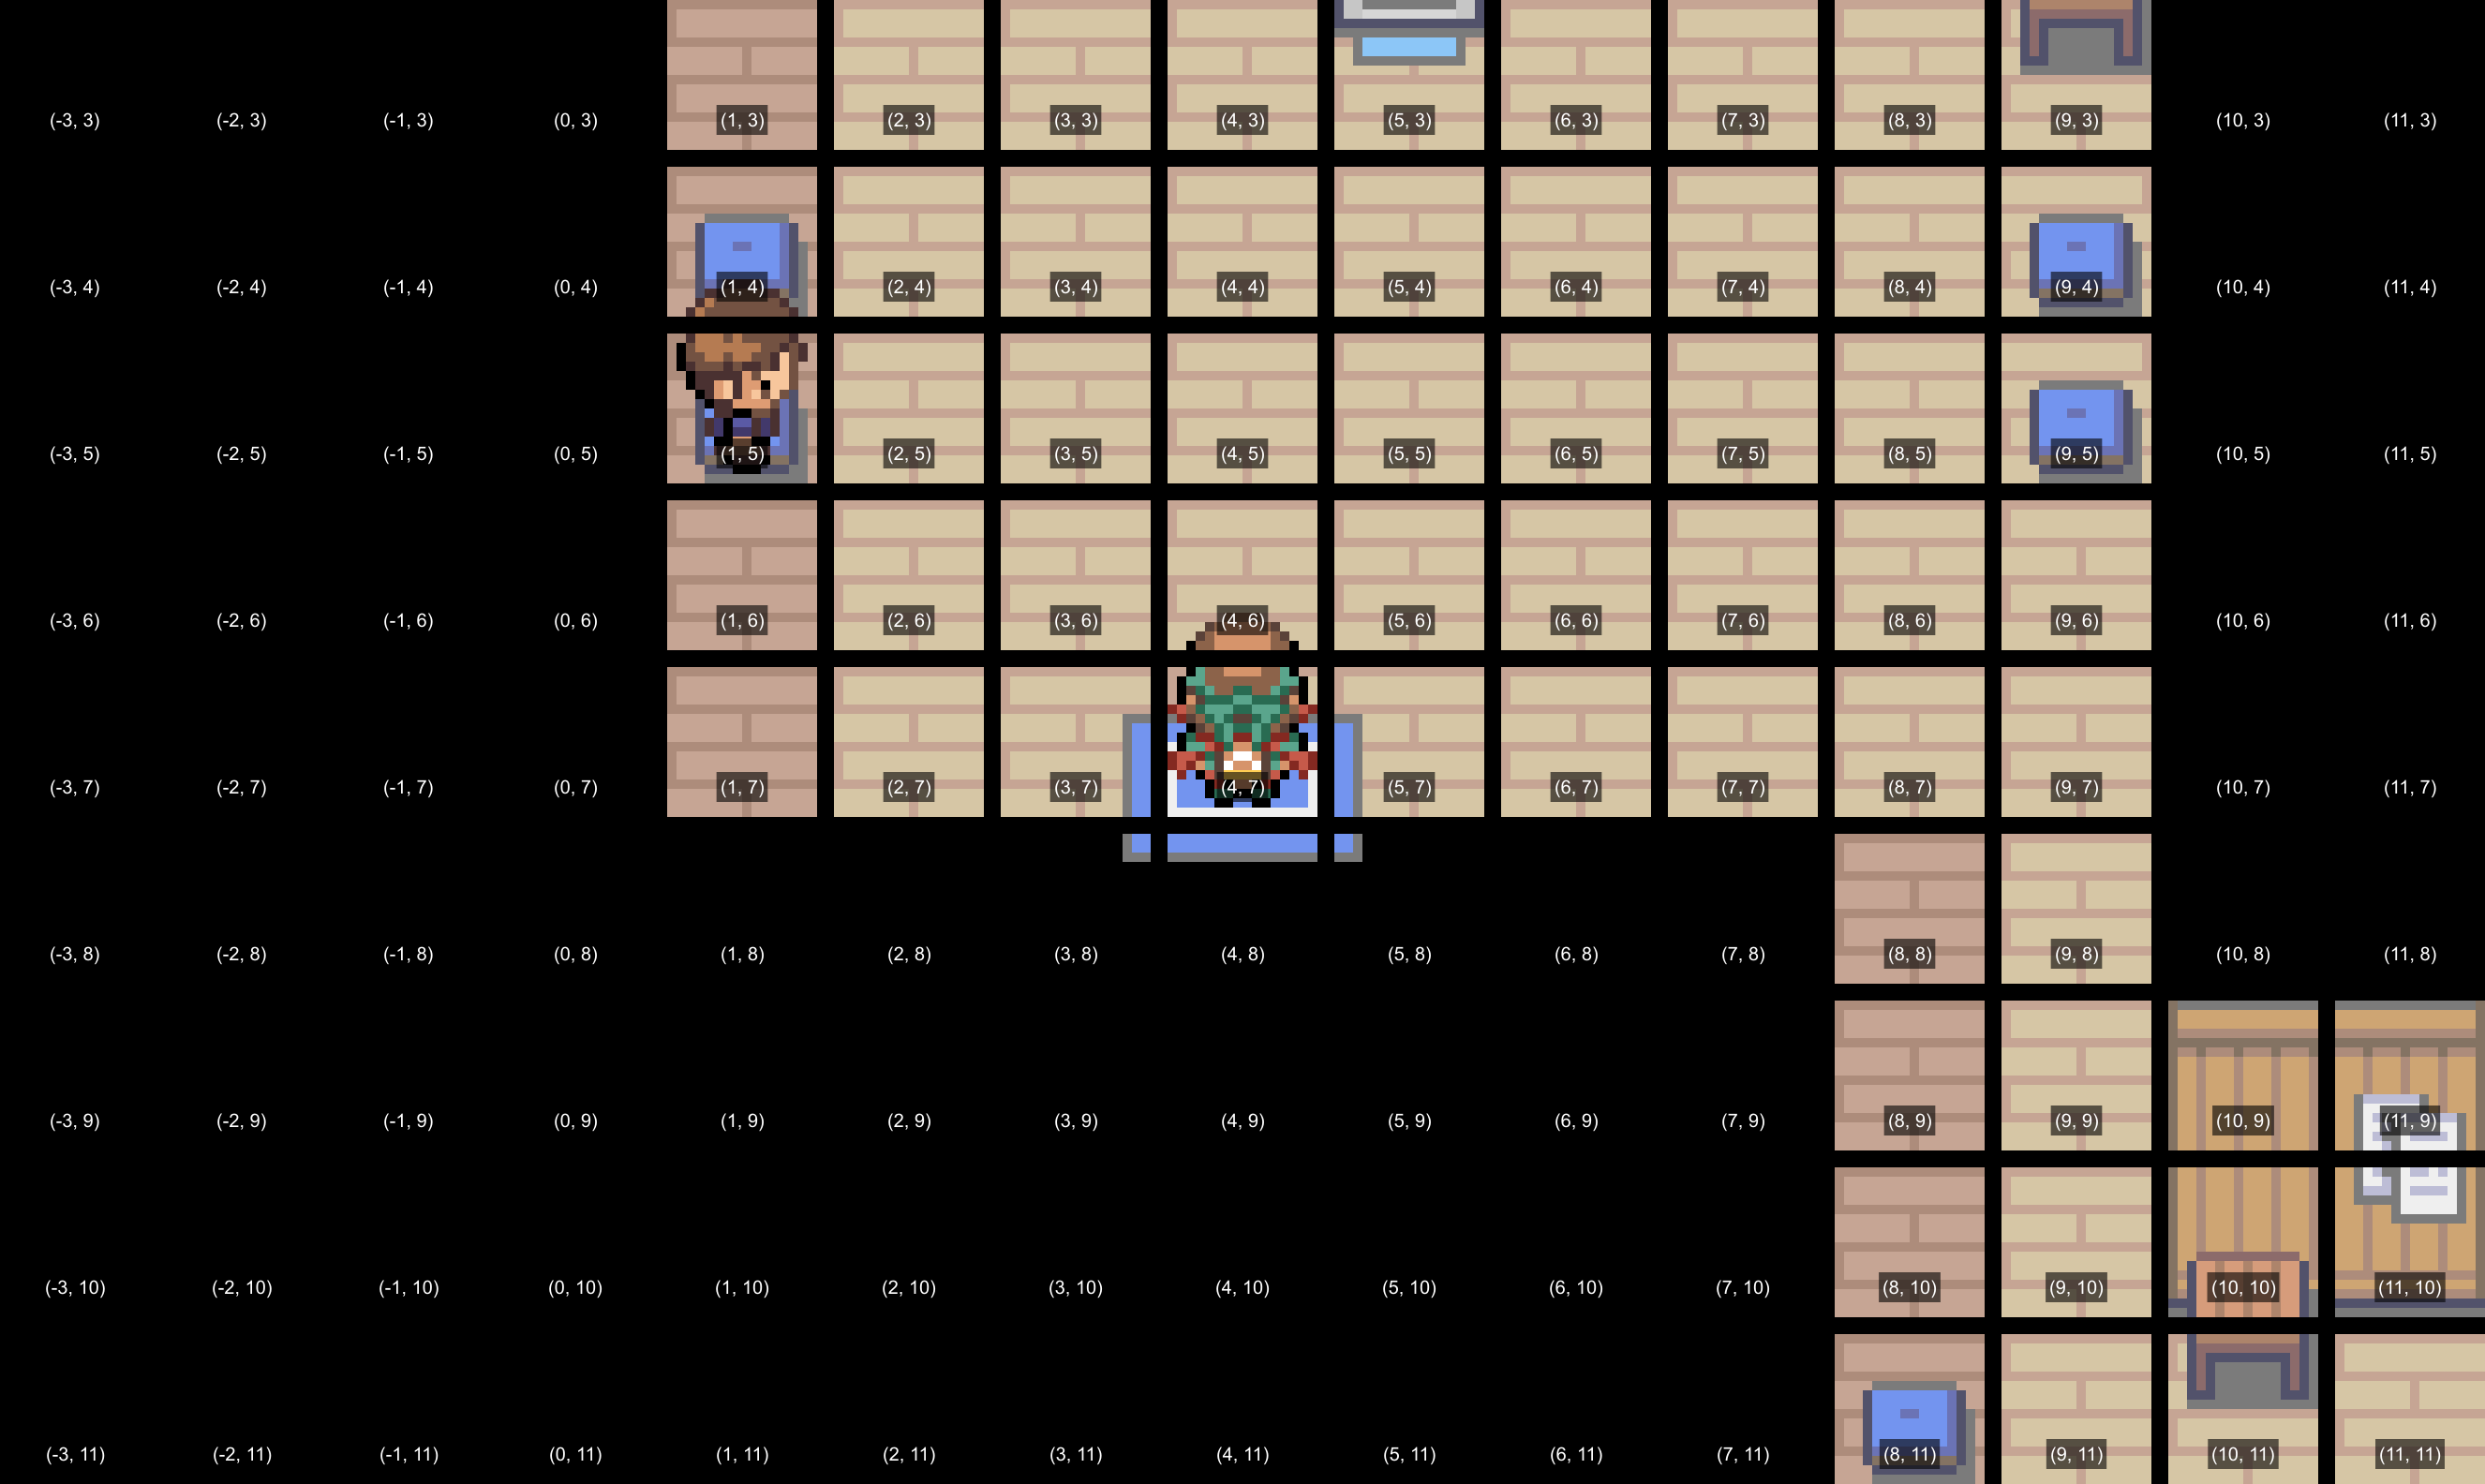 (-3, 3) (-2, 3) (-1, 3) (0, 3) (1, 3) (2, 3) (3, 3) (4, 3) (5, 3) (6, 3) (7, 3) (8, 3) (9, 3) (10, 3) (11, 3)
(-3, 4) (-2, 4) (-1, 4) (0, 4) (1, 4) (2, 4) (3, 4) (4, 4) (5, 4) (6, 4) (7, 4) (8, 4) (9, 4) (10, 4) (11, 4)
(-3, 5) (-2, 5) (-1, 5) (0, 5) (1, 5) (2, 5) (3, 5) (4, 5) (5, 5) (6, 5) (7, 5) (8, 5) (9, 5) (10, 5) (11, 5)
(-3, 6) (-2, 6) (-1, 6) (0, 6) (1, 6) (2, 6) (3, 6) (4, 6) (5, 6) (6, 6) (7, 6) (8, 6) (9, 6) (10, 6) (11, 6)
(-3, 7) (-2, 7) (-1, 7) (0, 7) (1, 7) (2, 7) (3, 7) (4, 7) (5, 7) (6, 7) (7, 7) (8, 7) (9, 7) (10, 7) (11, 7)
(-3, 8) (-2, 8) (-1, 8) (0, 8) (1, 8) (2, 8) (3, 8) (4, 8) (5, 8) (6, 8) (7, 8) (8, 8) (9, 8) (10, 8) (11, 8)
(-3, 9) (-2, 9) (-1, 9) (0, 9) (1, 9) (2, 9) (3, 9) (4, 9) (5, 9) (6, 9) (7, 9) (8, 9) (9, 9) (10, 9) (11, 9)
(-3, 10) (-2, 10) (-1, 10) (0, 10) (1, 10) (2, 10) (3, 10) (4, 10) (5, 10) (6, 10) (7, 10) (8, 10) (9, 10) (10, 10) (11, 10)
(-3, 11) (-2, 11) (-1, 11) (0, 11) (1, 11) (2, 11) (3, 11) (4, 11) (5, 11) (6, 11) (7, 11) (8, 11) (9, 11) (10, 11) (11, 11)